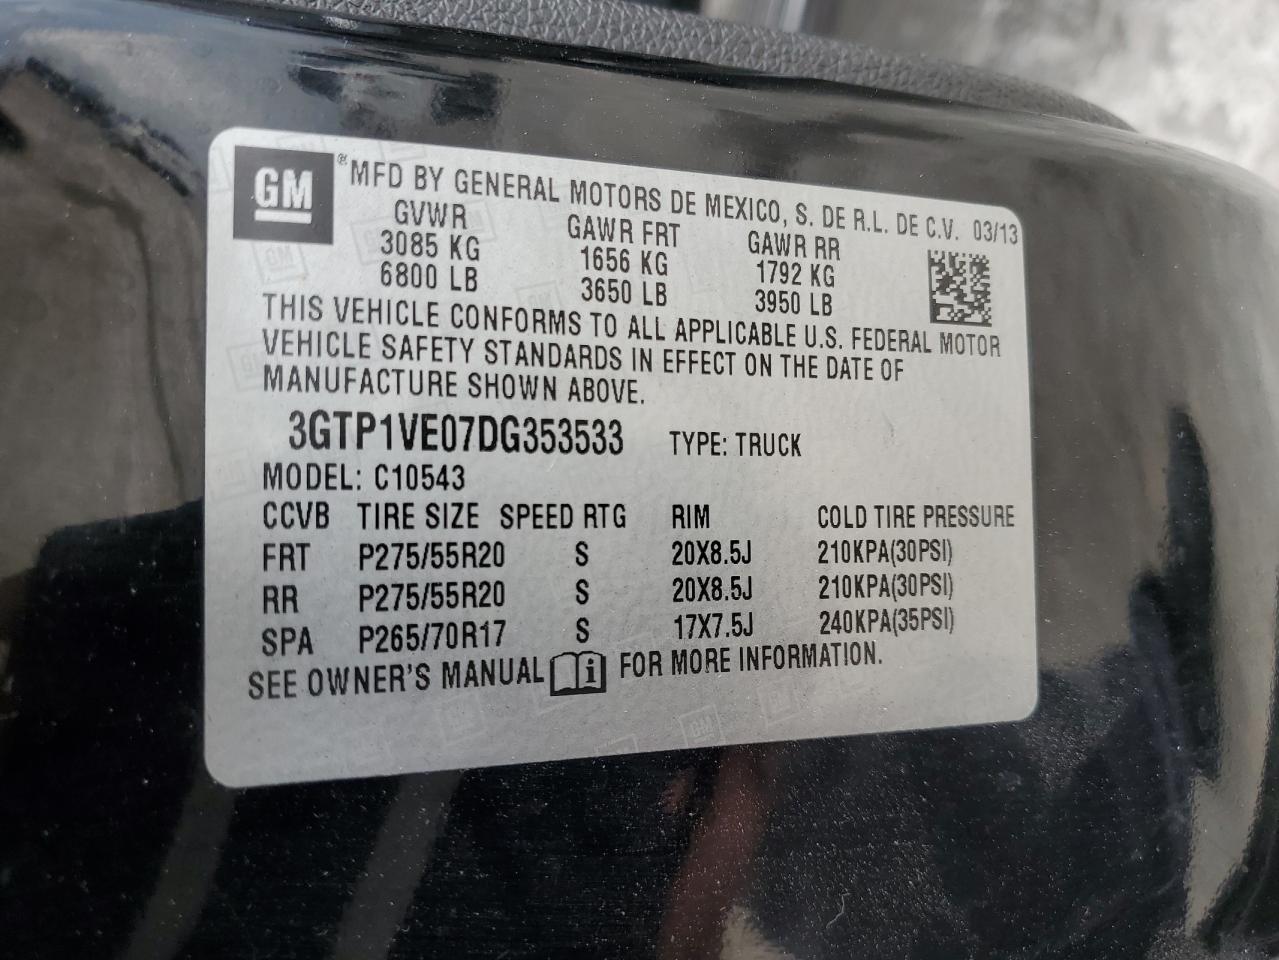 GM ® MFD BY GENERAL MOTORS DE MEXICO, S. DE R.L. DE C.V. 03/13
GVWR GAWR FRT GAWR RR
3085 KG 1656 KG 1792 KG
6800 LB 3650 LB 3950 LB
THIS VEHICLE CONFORMS TO ALL APPLICABLE U.S. FEDERAL MOTOR
VEHICLE SAFETY STANDARDS IN EFFECT ON THE DATE OF
MANUFACTURE SHOWN ABOVE.
3GTP1VE07DG353533 TYPE: TRUCK
MODEL: C10543
CCVB TIRE SIZE SPEED RTG RIM COLD TIRE PRESSURE
FRT P275/55R20 S 20X8.5J 210KPA(30PSI)
RR P275/55R20 S 20X8.5J 210KPA(30PSI)
SPA P265/70R17 S 17X7.5J 240KPA(35PSI)
SEE OWNER'S MANUAL i FOR MORE INFORMATION.